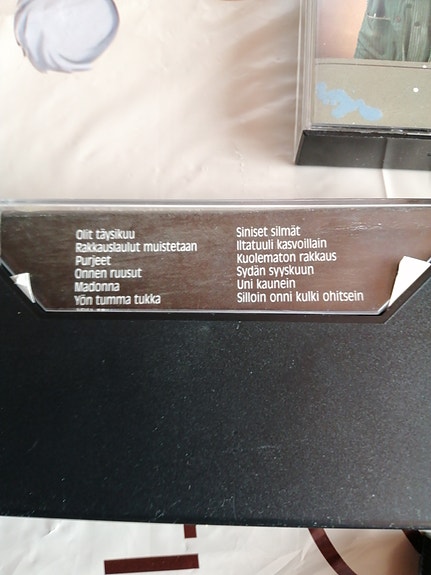 Olit täysikuu
Rakkauslaulut muistetaan
Purjeet
Onnen ruusut
Madonna
Yön tumma tukka
Siniset silmät
Iltatuuli kasvoillain
Kuolematon rakkaus
Sydän syyskuun
Uni kaunein
Silloin onni kulki ohitsein